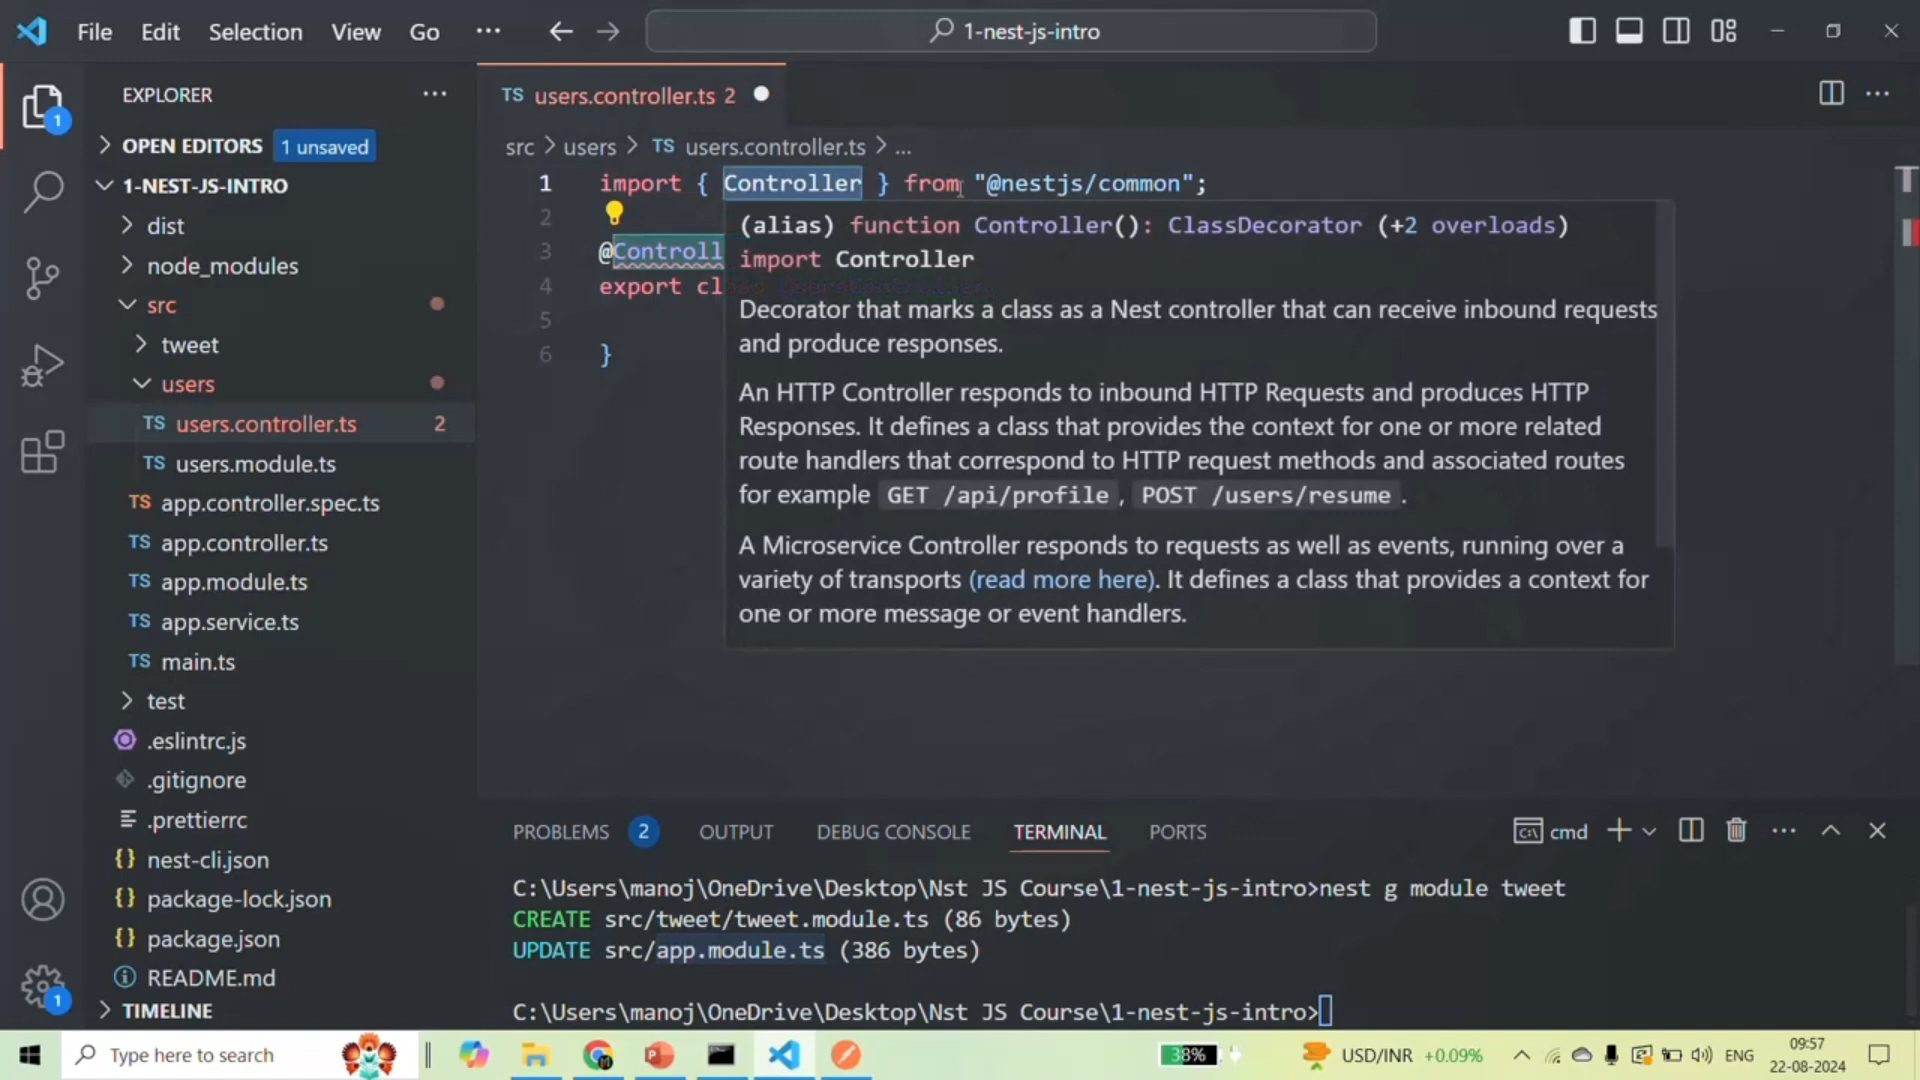 File Edit Selection View Go ···
1-nest-js-intro
EXPLORER
OPEN EDITORS 1 unsaved
1-NEST-JS-INTRO
dist
node_modules
src
tweet
users
TS users.controller.ts 2
TS users.module.ts
TS app.controller.spec.ts
TS app.controller.ts
TS app.module.ts
TS app.service.ts
TS main.ts
test
.eslintrc.js
.gitignore
.prettierrc
{} nest-cli.json
{} package-lock.json
{} package.json
README.md
TIMELINE
1
1
TS users.controller.ts 2
src > users > TS users.controller.ts > ...
1 import { Controller } from "@nestjs/common";
2
3 @Controll
4 export cl
5
6 }
(alias) function Controller(): ClassDecorator (+2 overloads)
import Controller
Decorator that marks a class as a Nest controller that can receive inbound requests
and produce responses.
An HTTP Controller responds to inbound HTTP Requests and produces HTTP
Responses. It defines a class that provides the context for one or more related
route handlers that correspond to HTTP request methods and associated routes
for example GET /api/profile, POST /users/resume.
A Microservice Controller responds to requests as well as events, running over a
variety of transports (read more here). It defines a class that provides a context for
one or more message or event handlers.
PROBLEMS 2 OUTPUT DEBUG CONSOLE TERMINAL PORTS
cmd
C:\Users\manoj\OneDrive\Desktop\Nst JS Course\1-nest-js-intro>nest g module tweet
CREATE src/tweet/tweet.module.ts (86 bytes)
UPDATE src/app.module.ts (386 bytes)
C:\Users\manoj\OneDrive\Desktop\Nst JS Course\1-nest-js-intro>
Type here to search
38%
USD/INR +0.09%
ENG
09:57
22-08-2024